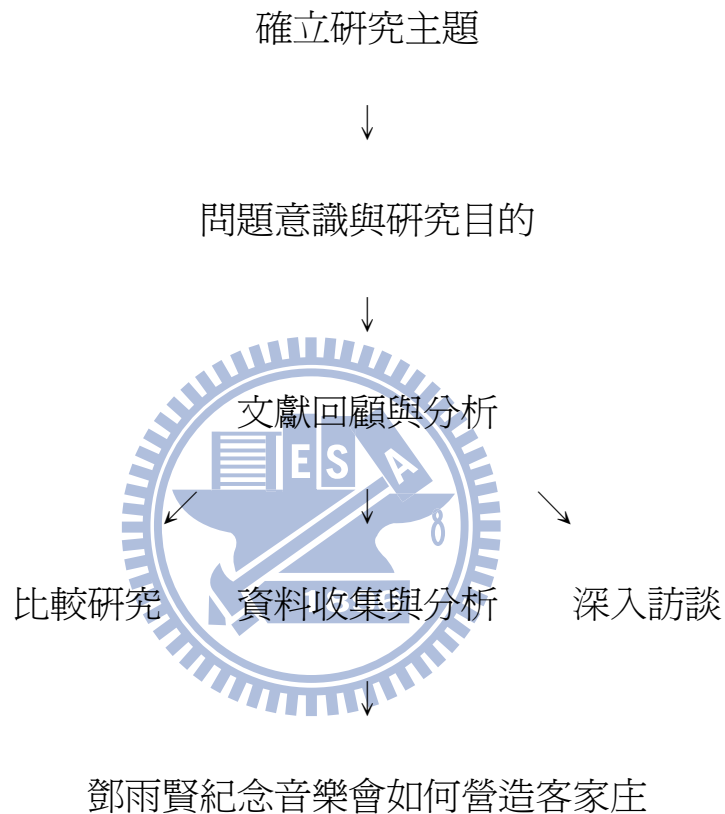 確立研究主題
↓
問題意識與研究目的
↓
文獻回顧與分析
E S A
↙ ↓ ↘
8
比較研究 資料收集與分析 深入訪談
↓
鄧雨賢紀念音樂會如何營造客家庄